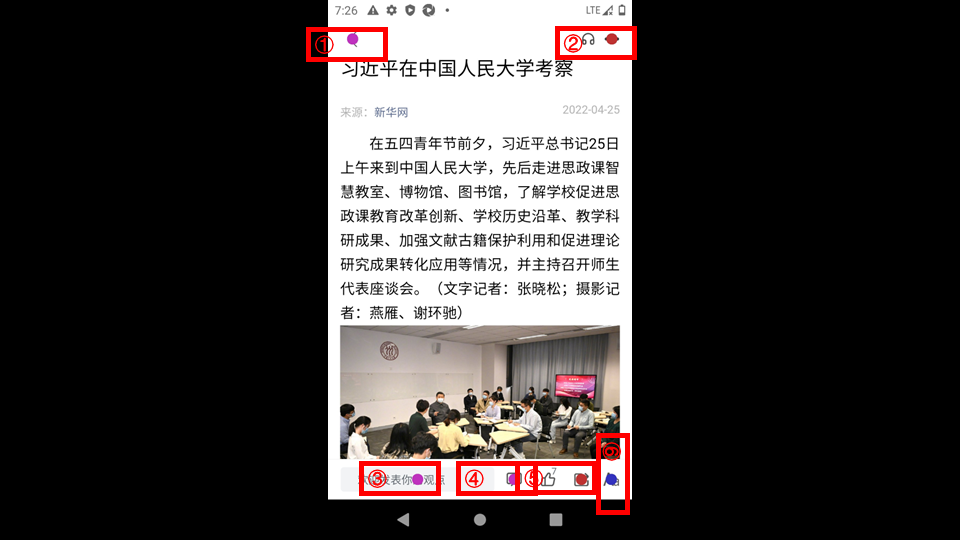 7:26
LTE
①
②
习近平在中国人民大学考察
来源：新华网
2022-04-25
在五四青年节前夕，习近平总书记25日
上午来到中国人民大学，先后走进思政课智
慧教室、博物馆、图书馆，了解学校促进思
政课教育改革创新、学校历史沿革、教学科
研成果、加强文献古籍保护利用和促进理论
研究成果转化应用等情况，并主持召开师生
代表座谈会。（文字记者：张晓松；摄影记
者：燕雁、谢环驰）
③
发表你
观点
④
⑤
7